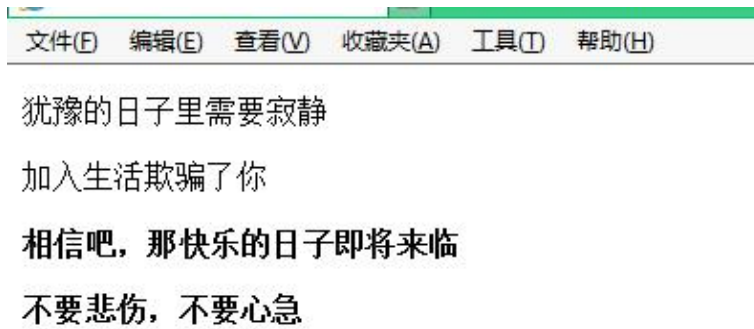 文件(F) 编辑(E) 查看(V) 收藏夹(A) 工具(T) 帮助(H)
犹豫的日子里需要寂静
加入生活欺骗了你
相信吧，那快乐的日子即将来临
不要悲伤，不要心急